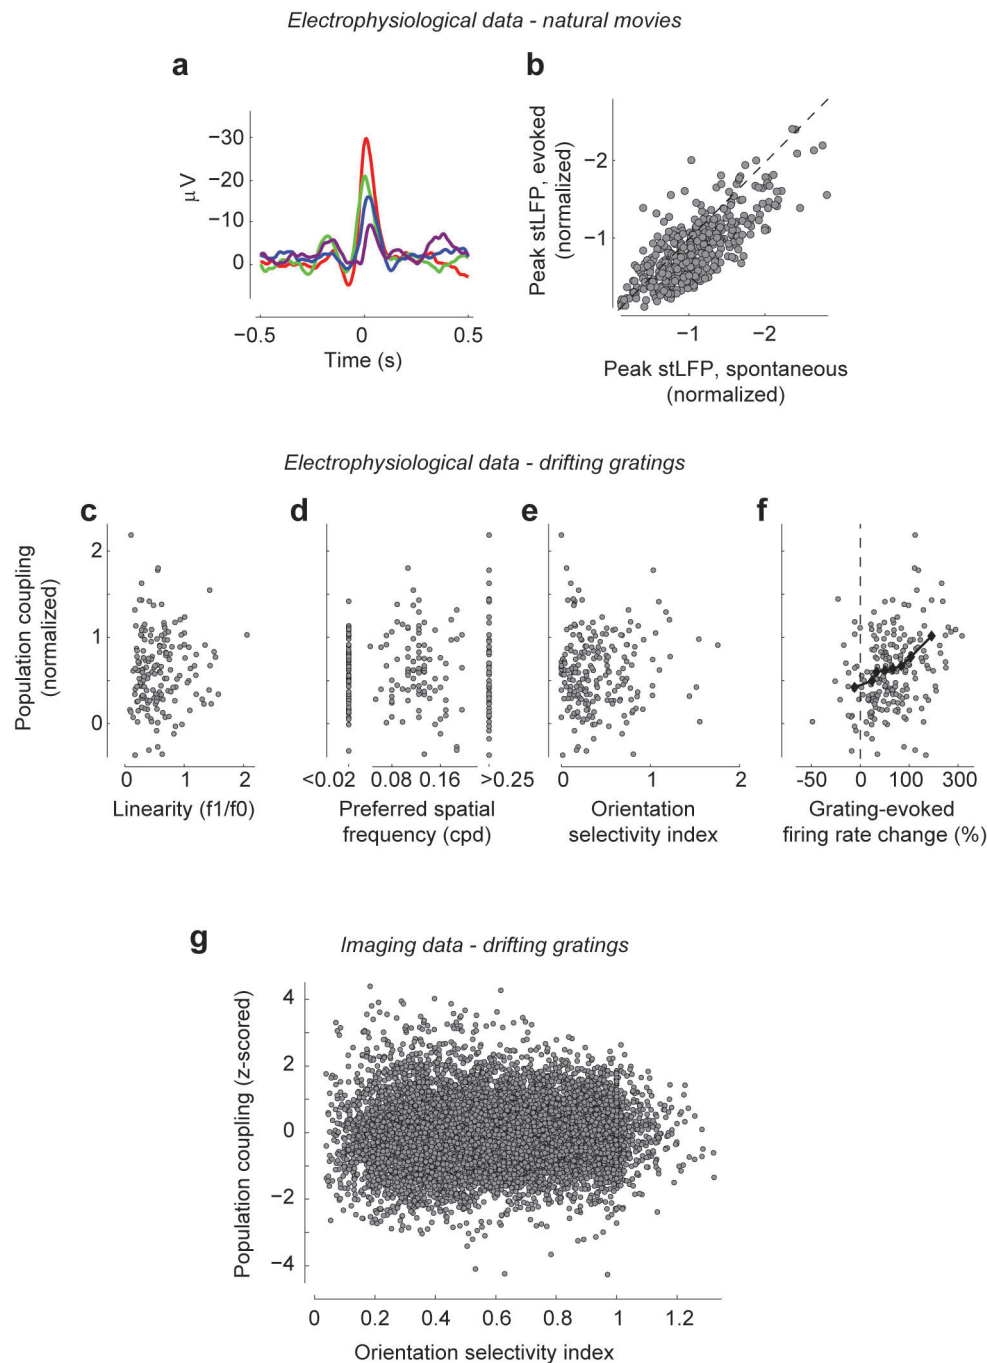 Electrophysiological data - natural movies
a
b
−30
−20
−10
0
μV
−0.5
0
0.5
Time (s)
Peak stLFP, evoked
(normalized)
−2
−1
−1
−2
Peak stLFP, spontaneous
(normalized)
Electrophysiological data - drifting gratings
c
d
e
f
Population coupling
(normalized)
2
1
0
0
1
2
Linearity (f1/f0)
<0.02
0.08
0.16
>0.25
Preferred spatial
frequency (cpd)
0
1
2
Orientation
selectivity index
-50
0
100
300
Grating-evoked
firing rate change (%)
g
Imaging data - drifting gratings
Population coupling (z-scored)
4
2
0
−2
−4
0
0.2
0.4
0.6
0.8
1
1.2
Orientation selectivity index